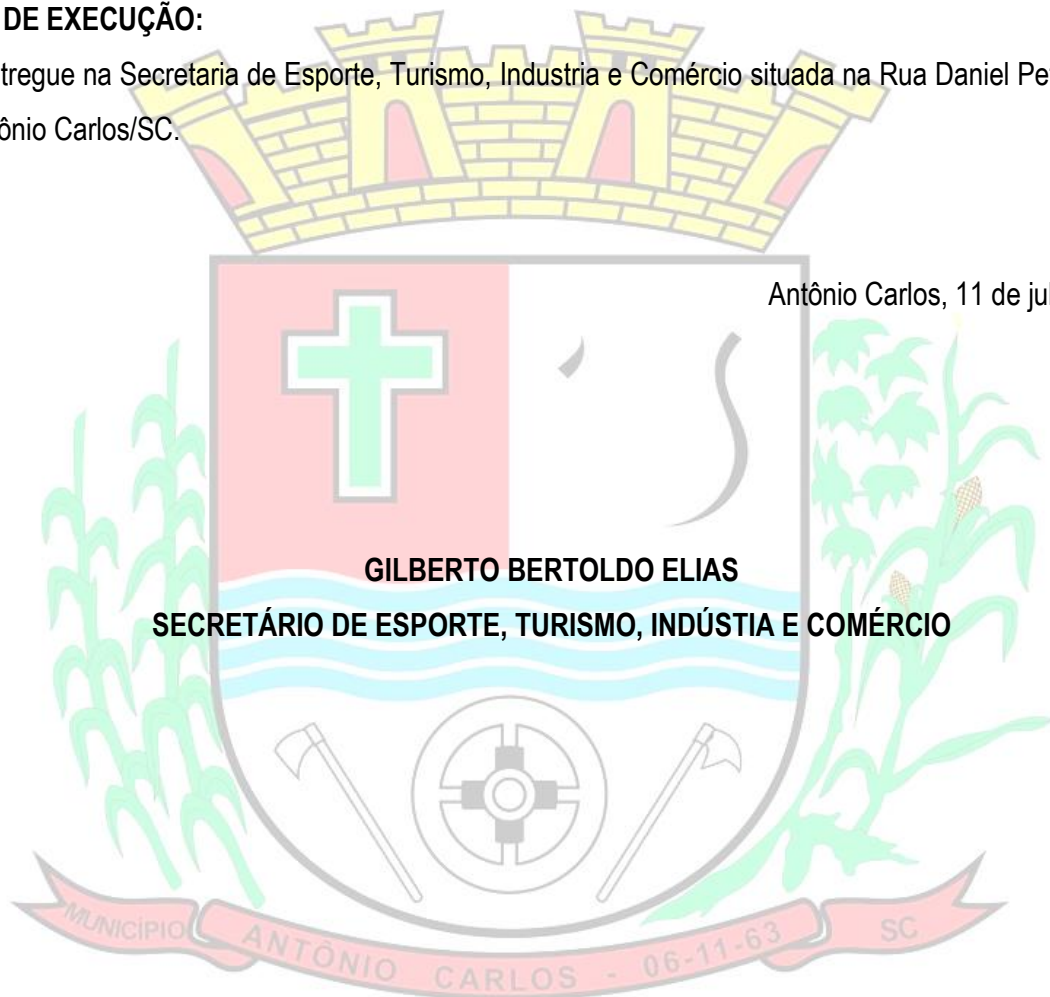 DE EXECUÇÃO:
tregue na Secretaria de Esporte, Turismo, Industria e Comércio situada na Rua Daniel Pe
ônio Carlos/SC.
Antônio Carlos, 11 de jul
GILBERTO BERTOLDO ELIAS
SECRETÁRIO DE ESPORTE, TURISMO, INDÚSTIA E COMÉRCIO
MUNICÍPIO ANTÔNIO CARLOS - 06-11-63 SC